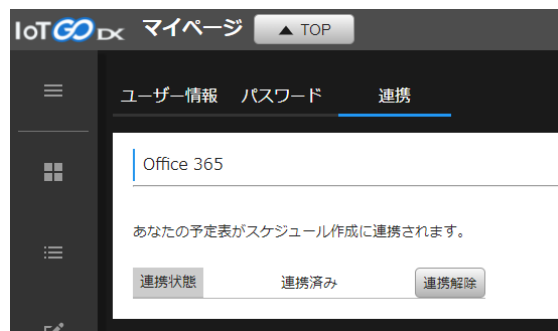 IoTGO DX マイページ ▲ TOP
ユーザー情報 パスワード 連携
Office 365
あなたの予定表がスケジュール作成に連携されます。
連携状態 連携済み 連携解除